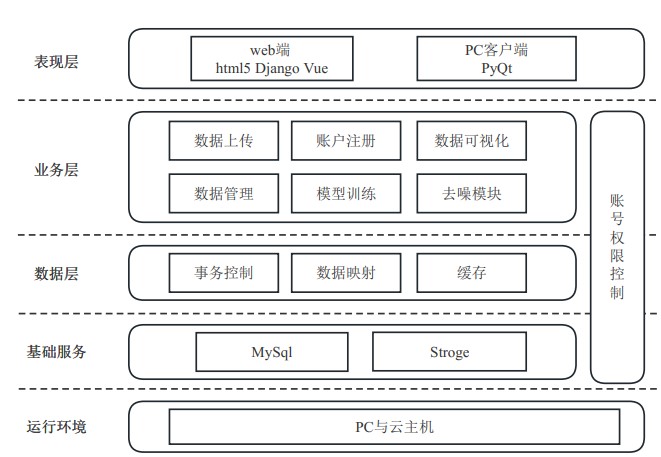 表现层
web端
html5 Django Vue
PC客户端
PyQt
业务层
数据上传
账户注册
数据可视化
数据管理
模型训练
去噪模块
账号权限控制
数据层
事务控制
数据映射
缓存
基础服务
MySql
Stroge
运行环境
PC与云主机